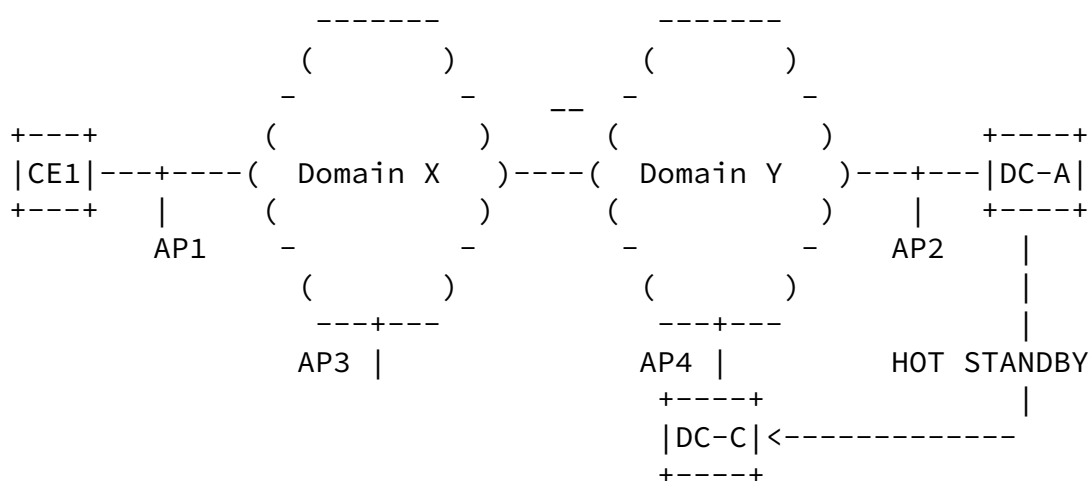 -------                -------
(       )              (       )
-         -    --   -         -
+---+      (           )      (           )       +----+
|CE1|---+----(  Domain X   )----(  Domain Y   )---+---|DC-A|
+---+   |    (           )      (           )    |   +----+
AP1    -         -        -         -    AP2    |
(       )              (       )            |
---+---                ---+---             |
AP3 |                  AP4 |         HOT STANDBY
+----+               |
|DC-C|<-------------
+----+